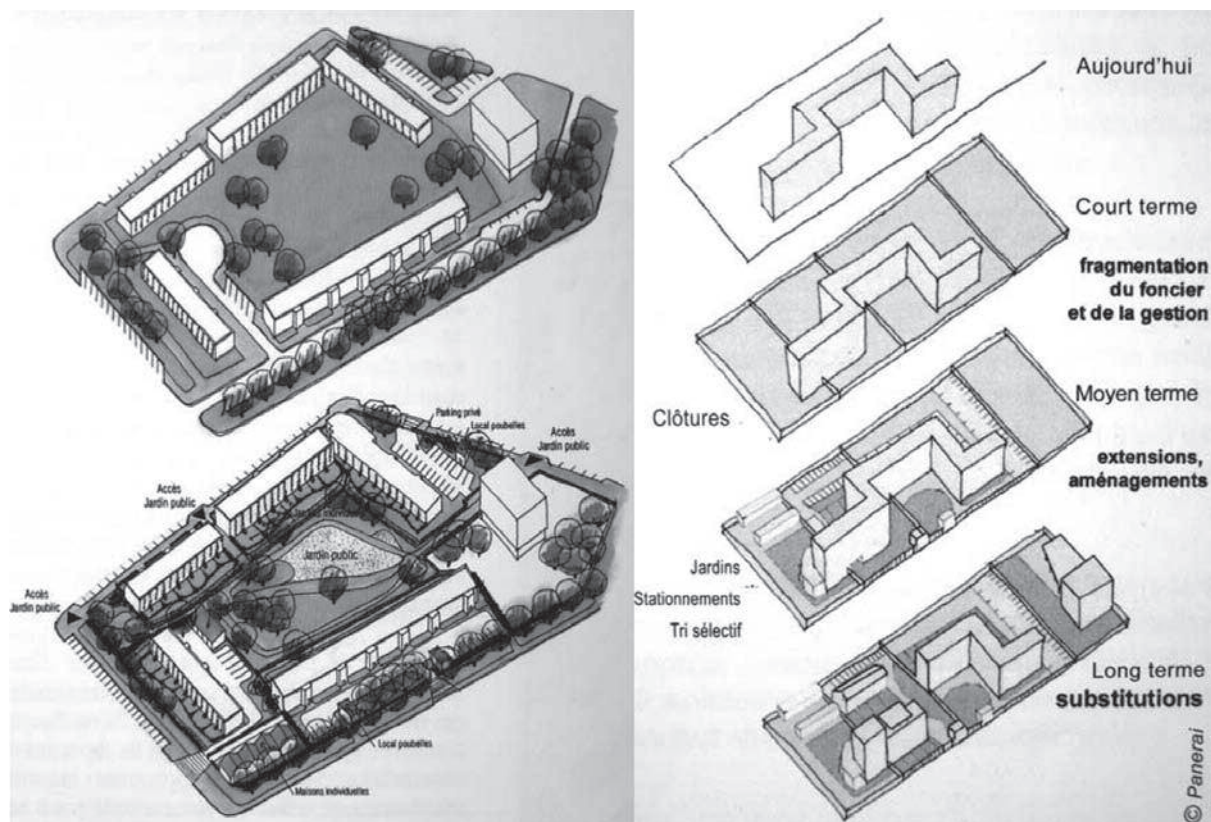 Parking privé
Local poubelles
Accès
Jardin public
Accès
Jardin public
Jardin public
Accès
Jardin public
Local poubelles
Maisons individuelles
Aujourd'hui
Court terme
fragmentation
du foncier
et de la gestion
Clôtures
Moyen terme
extensions,
aménagements
Jardins
Stationnements
Tri sélectif
Long terme
substitutions
© Panerai